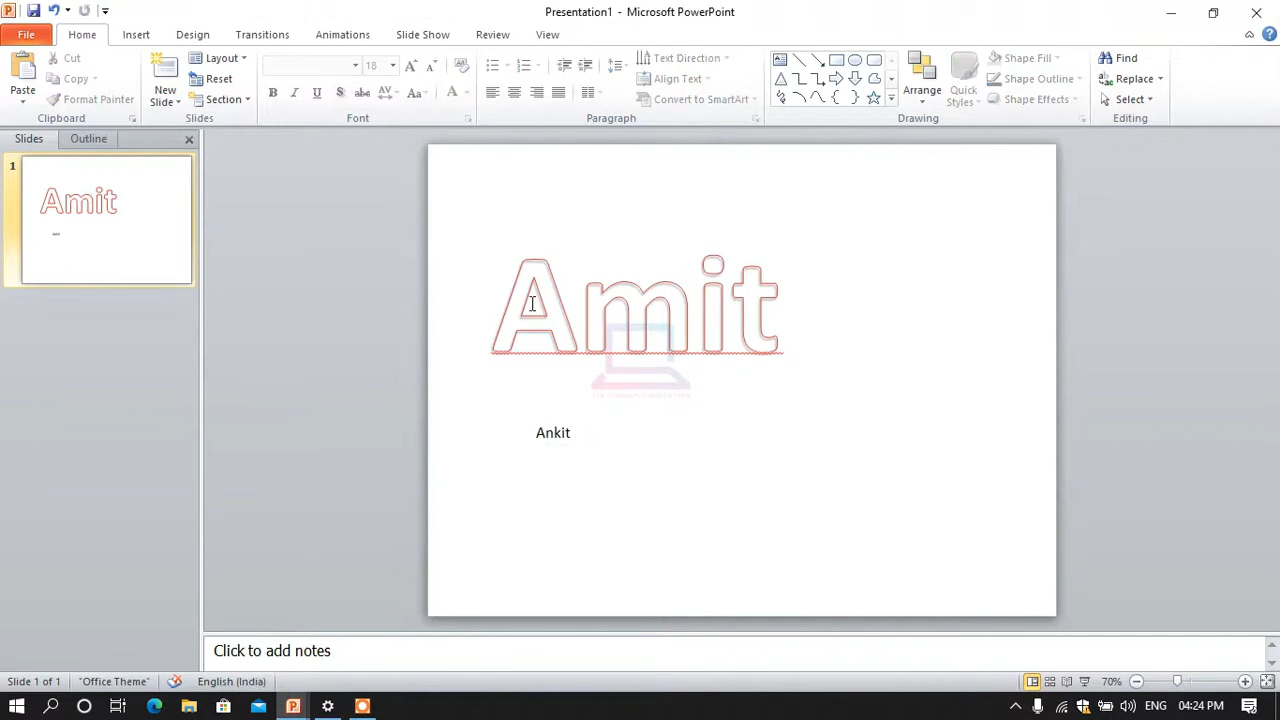 Presentation1 - Microsoft PowerPoint
File Home Insert Design Transitions Animations Slide Show Review View
Paste
Cut
Copy
Format Painter
Clipboard
New Slide
Layout
Reset
Section
Slides
18
B I U S abc AV Aa A
Font
Text Direction
Align Text
Convert to SmartArt
Paragraph
Arrange
Quick Styles
Shape Fill
Shape Outline
Shape Effects
Drawing
Find
Replace
Select
Editing
Slides Outline
1
Amit
Amit
Ankit
Click to add notes
Slide 1 of 1 "Office Theme" English (India) 70%
ENG 04:24 PM